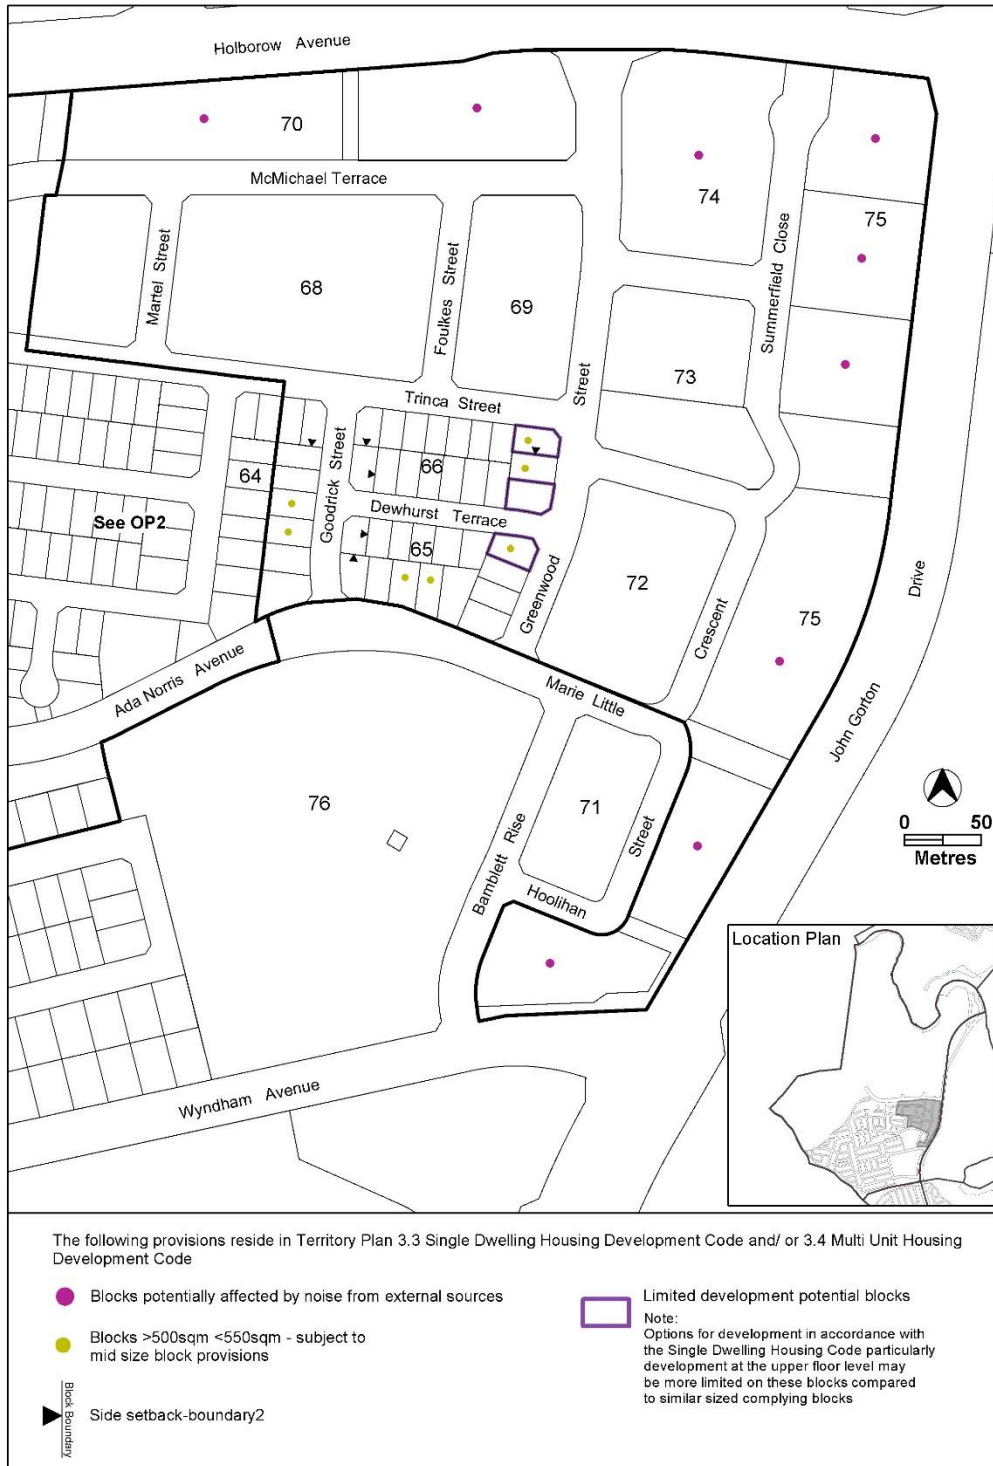 Holborow Avenue
70
McMichael Terrace
74
75
Martel Street
68
Foulkes Street
69
Summerfield Close
73
Street
Trinca Street
64
Goodrick Street
66
See OP2
Dewhurst Terrace
65
Greenwood
72
Crescent
75
Drive
John Gorton
Ada Norris Avenue
Marie Little
76
71
Bamblett Rise
Street
Hoolihan
0 50
Metres
Wyndham Avenue
Location Plan
The following provisions reside in Territory Plan 3.3 Single Dwelling Housing Development Code and/ or 3.4 Multi Unit Housing
Development Code
Blocks potentially affected by noise from external sources
Blocks >500sqm <550sqm - subject to
mid size block provisions
Block Boundary
Side setback-boundary2
Limited development potential blocks
Note:
Options for development in accordance with
the Single Dwelling Housing Code particularly
development at the upper floor level may
be more limited on these blocks compared
to similar sized complying blocks